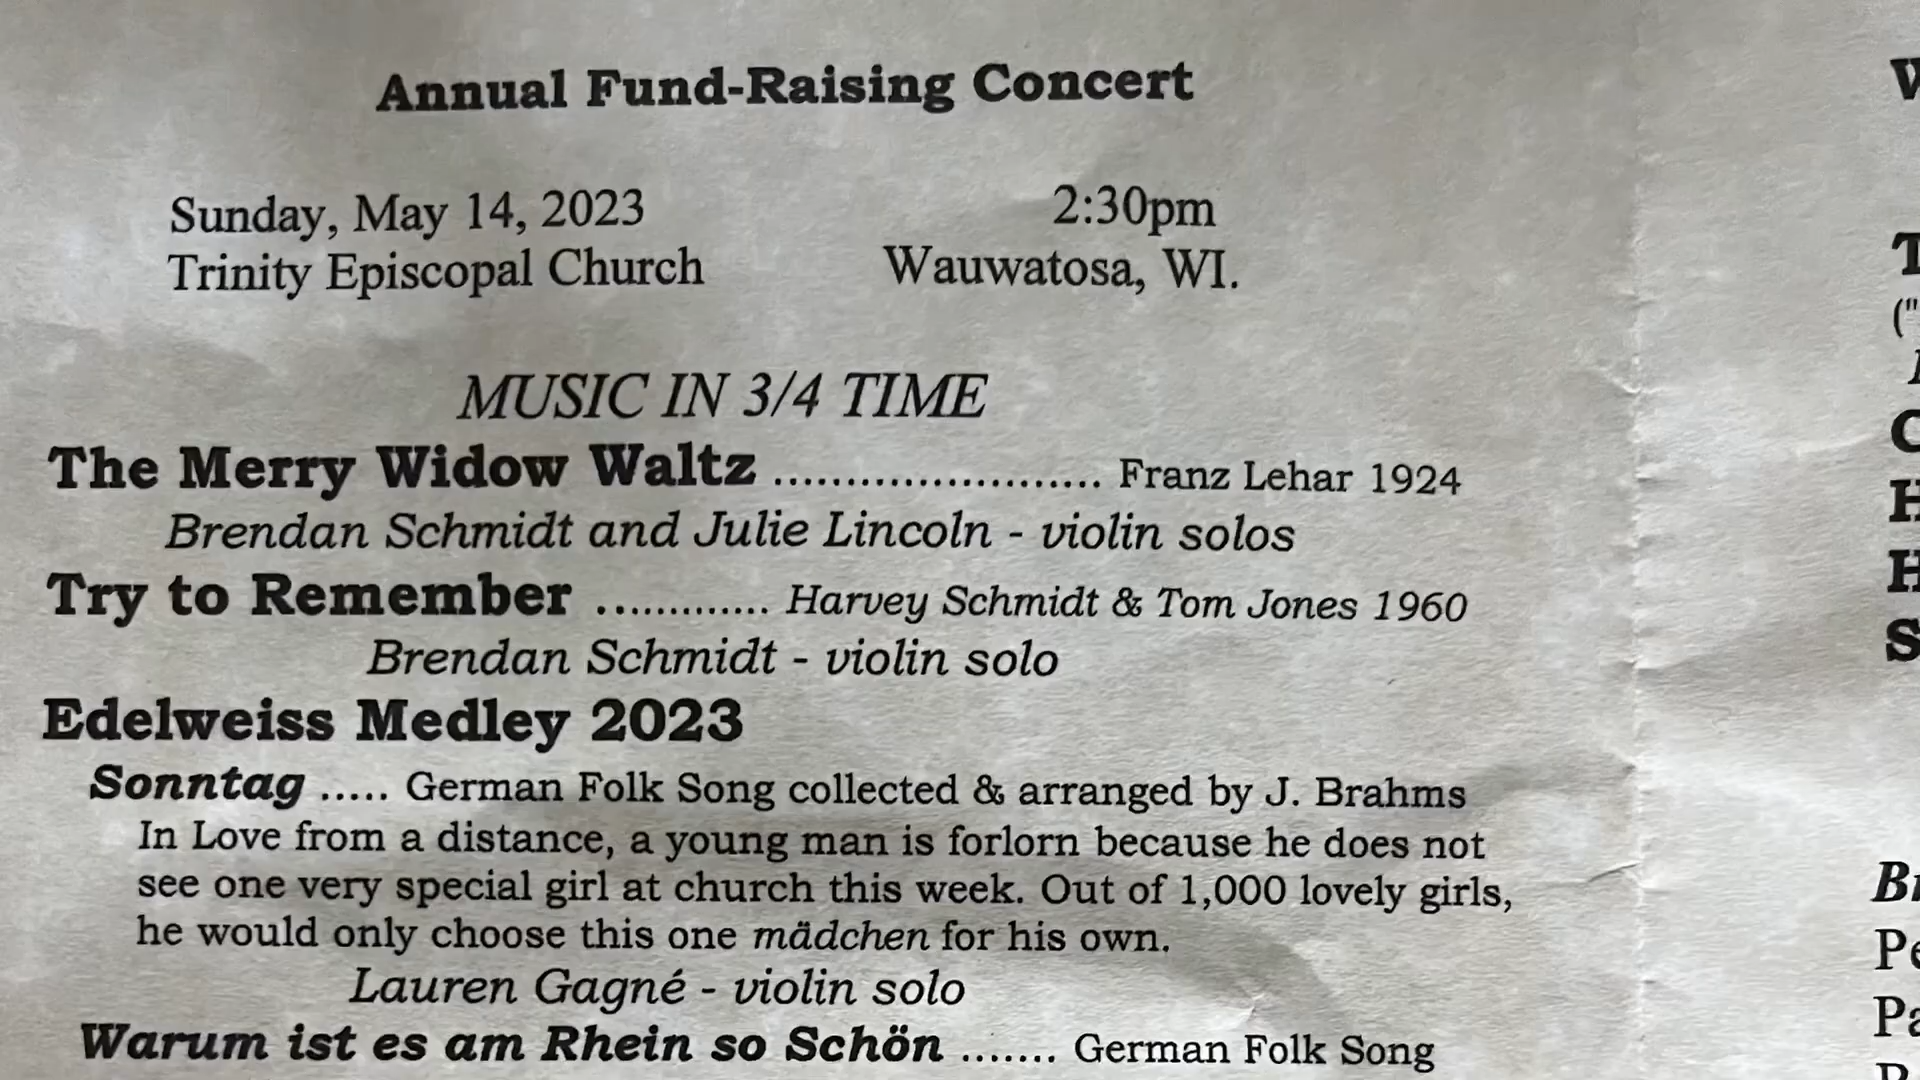 Annual Fund-Raising Concert
Sunday, May 14, 2023 2:30pm
Trinity Episcopal Church Wauwatosa, WI.
MUSIC IN 3/4 TIME
The Merry Widow Waltz ....................... Franz Lehar 1924
Brendan Schmidt and Julie Lincoln - violin solos
Try to Remember ............. Harvey Schmidt & Tom Jones 1960
Brendan Schmidt - violin solo
Edelweiss Medley 2023
Sonntag ..... German Folk Song collected & arranged by J. Brahms
In Love from a distance, a young man is forlorn because he does not
see one very special girl at church this week. Out of 1,000 lovely girls,
he would only choose this one mädchen for his own.
Lauren Gagné - violin solo
Warum ist es am Rhein so Schön ....... German Folk Song